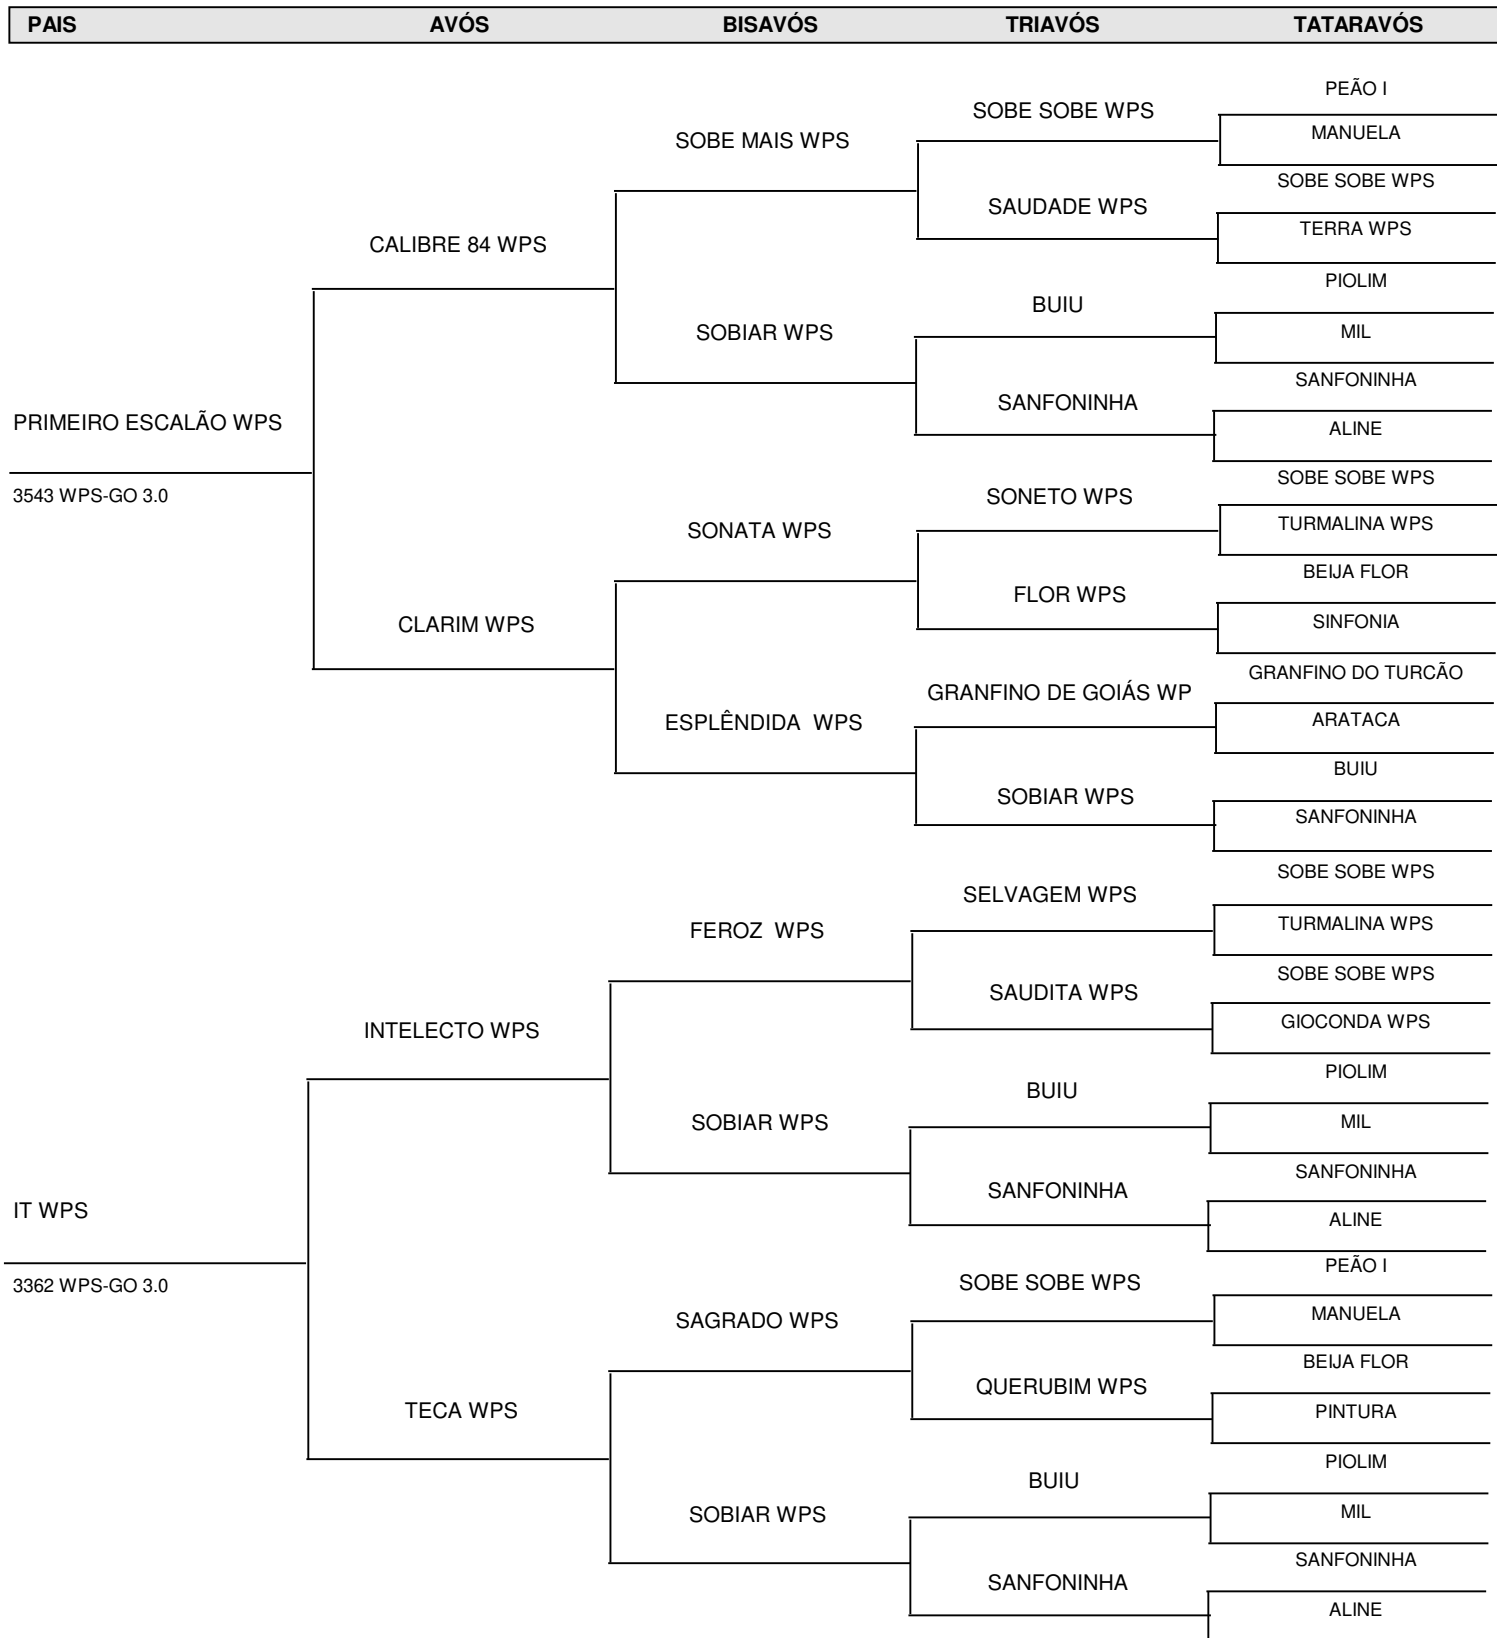 PAIS AVÓS BISAVÓS TRIAVÓS TATARAVÓS
PEÃO I
SOBE SOBE WPS
MANUELA
SOBE MAIS WPS
SOBE SOBE WPS
SAUDADE WPS
TERRA WPS
CALIBRE 84 WPS
PIOLIM
BUIU
MIL
SOBIAR WPS
SANFONINHA
SANFONINHA
ALINE
PRIMEIRO ESCALÃO WPS
3543 WPS-GO 3.0
SOBE SOBE WPS
SONETO WPS
TURMALINA WPS
SONATA WPS
BEIJA FLOR
FLOR WPS
SINFONIA
CLARIM WPS
GRANFINO DO TURCÃO
GRANFINO DE GOIÁS WP
ARATACA
ESPLÊNDIDA WPS
BUIU
SOBIAR WPS
SANFONINHA
SOBE SOBE WPS
SELVAGEM WPS
TURMALINA WPS
FEROZ WPS
SOBE SOBE WPS
SAUDITA WPS
GIOCONDA WPS
INTELECTO WPS
PIOLIM
BUIU
MIL
SOBIAR WPS
SANFONINHA
SANFONINHA
ALINE
IT WPS
3362 WPS-GO 3.0
PEÃO I
SOBE SOBE WPS
MANUELA
SAGRADO WPS
BEIJA FLOR
QUERUBIM WPS
PINTURA
TECA WPS
PIOLIM
BUIU
MIL
SOBIAR WPS
SANFONINHA
SANFONINHA
ALINE